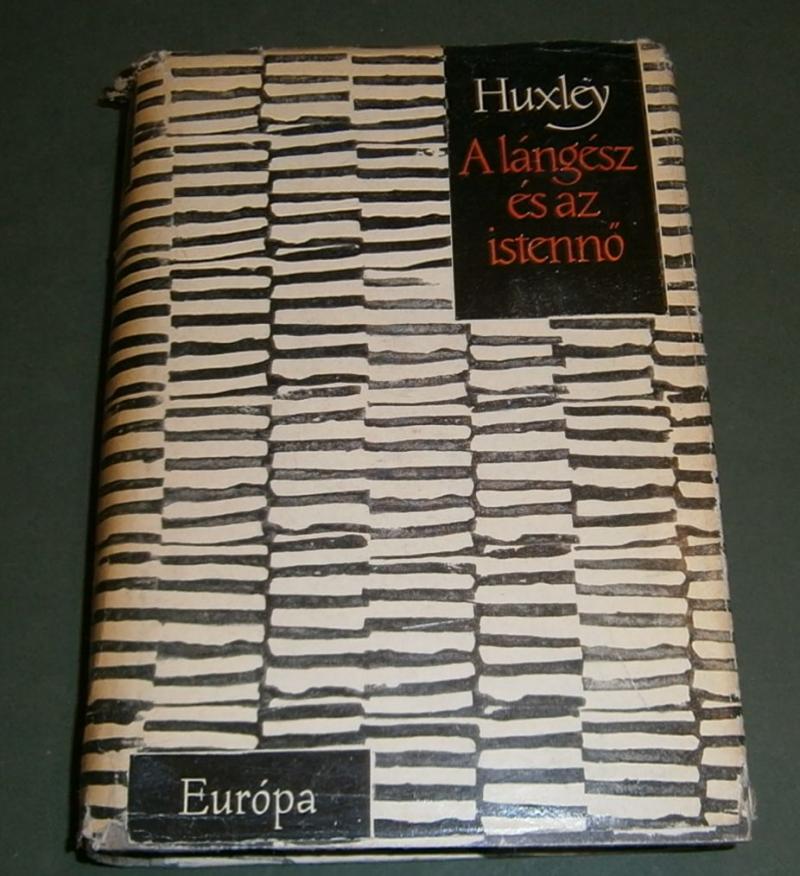 Huxley
A lángész
és az
istennő
Európa